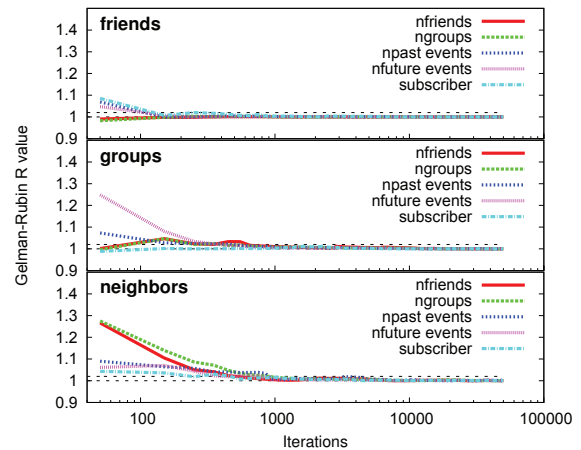 Gelman-Rubin R value
1.4
1.3
1.2
1.1
1
0.9
friends
nfriends
ngroups
npast events
nfuture events
subscriber
1.4
1.3
1.2
1.1
1
0.9
groups
nfriends
ngroups
npast events
nfuture events
subscriber
1.4
1.3
1.2
1.1
1
0.9
neighbors
nfriends
ngroups
npast events
nfuture events
subscriber
100 1000 10000 100000
Iterations